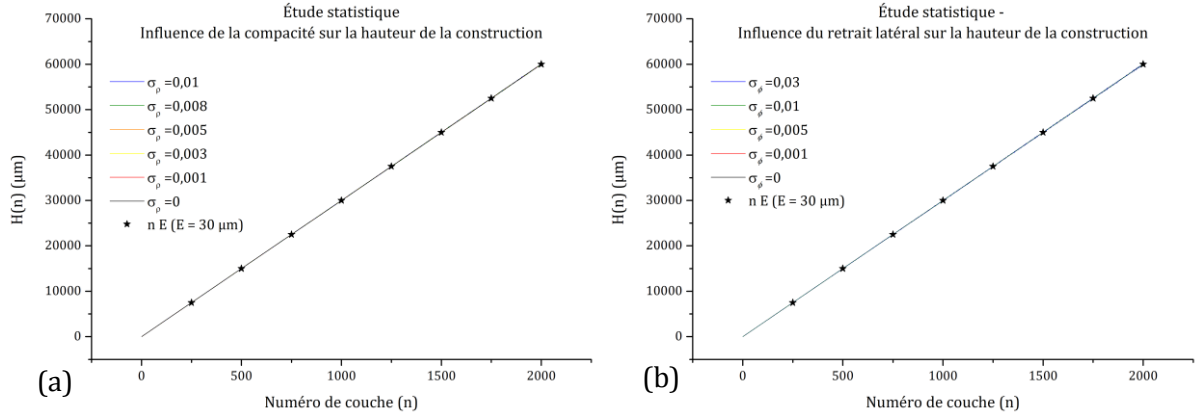 Étude statistique
Influence de la compacité sur la hauteur de la construction
70000
60000
50000
40000
30000
20000
10000
0
H(n) (µm)
σρ =0,01
σρ =0,008
σρ =0,005
σρ =0,003
σρ =0,001
σρ =0
n E (E = 30 µm)
0 500 1000 1500 2000
Numéro de couche (n)
(a)
Étude statistique -
Influence du retrait latéral sur la hauteur de la construction
70000
60000
50000
40000
30000
20000
10000
0
H(n) (µm)
σϕ =0,03
σϕ =0,01
σϕ =0,005
σϕ =0,001
σϕ =0
n E (E = 30 µm)
0 500 1000 1500 2000
Numéro de couche (n)
(b)